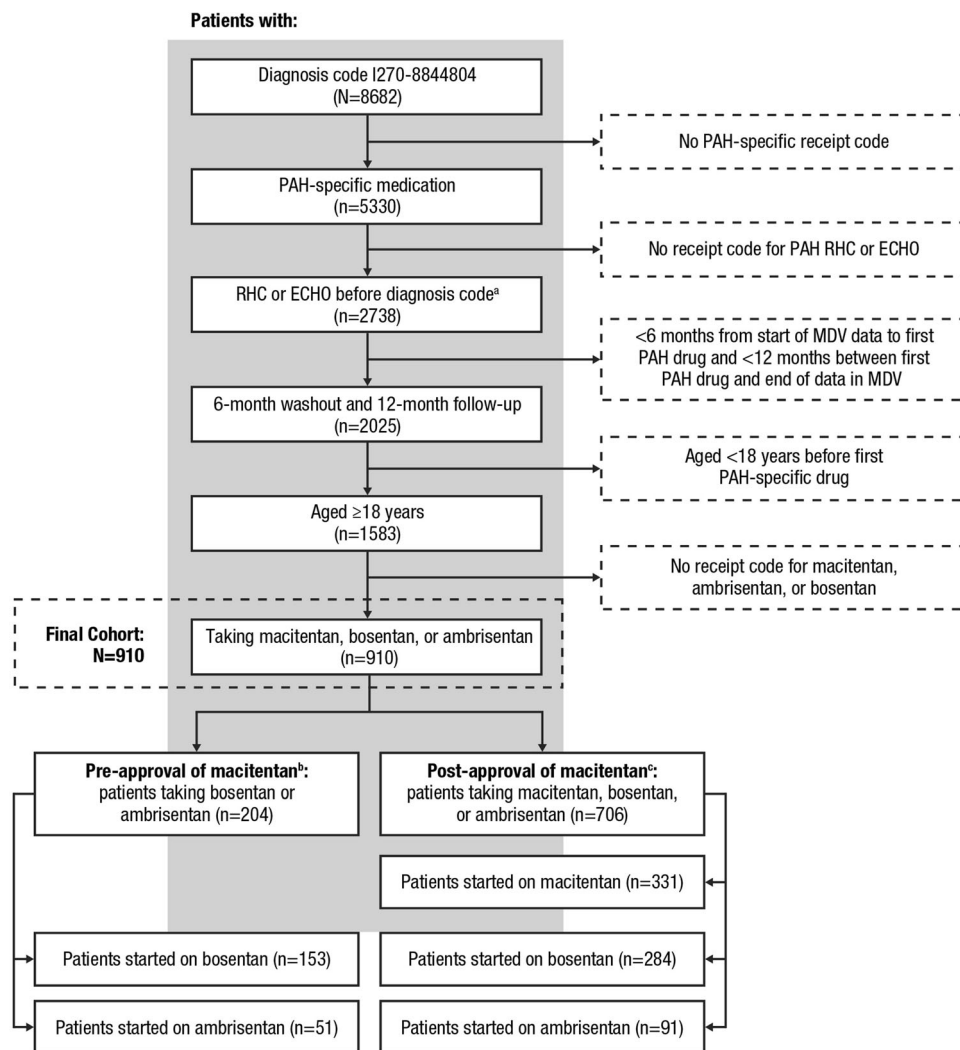 Patients with:
Diagnosis code I270-8844804
(N=8682)
No PAH-specific receipt code
PAH-specific medication
(n=5330)
No receipt code for PAH RHC or ECHO
RHC or ECHO before diagnosis codeᵃ
(n=2738)
<6 months from start of MDV data to first
PAH drug and <12 months between first
PAH drug and end of data in MDV
6-month washout and 12-month follow-up
(n=2025)
Aged <18 years before first
PAH-specific drug
Aged ≥18 years
(n=1583)
No receipt code for macitentan,
ambrisentan, or bosentan
Final Cohort:
N=910
Taking macitentan, bosentan, or ambrisentan
(n=910)
Pre-approval of macitentanᵇ:
patients taking bosentan or
ambrisentan (n=204)
Post-approval of macitentanᶜ:
patients taking macitentan, bosentan,
or ambrisentan (n=706)
Patients started on macitentan (n=331)
Patients started on bosentan (n=153)
Patients started on bosentan (n=284)
Patients started on ambrisentan (n=51)
Patients started on ambrisentan (n=91)